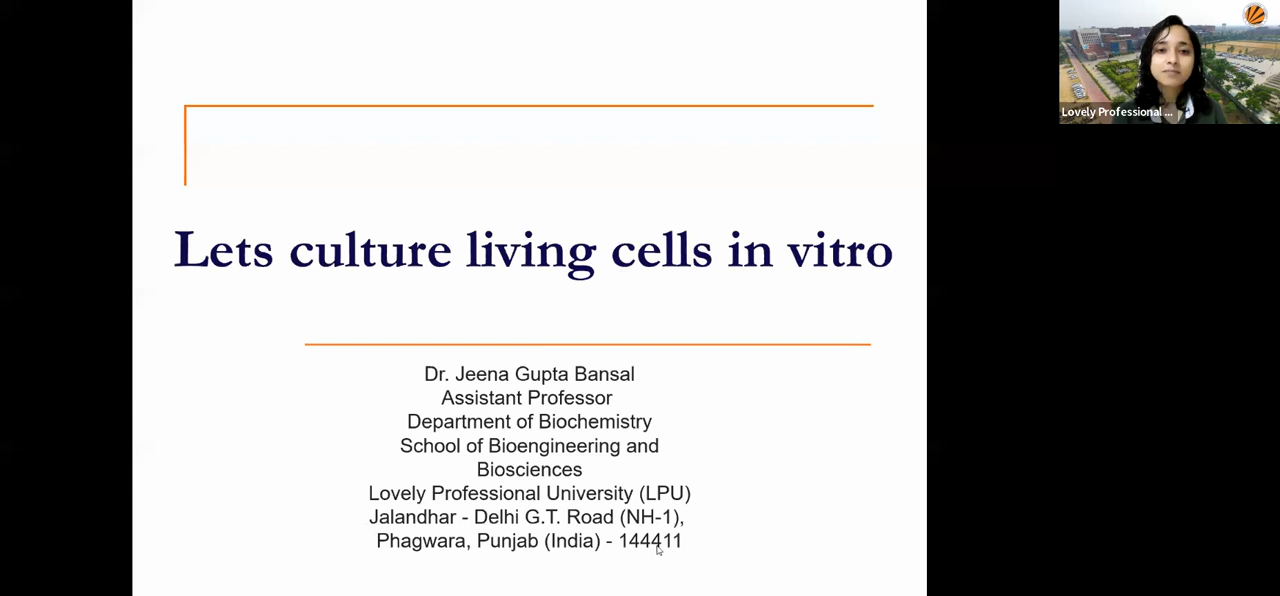 Lets culture living cells in vitro
Dr. Jeena Gupta Bansal
Assistant Professor
Department of Biochemistry
School of Bioengineering and
Biosciences
Lovely Professional University (LPU)
Jalandhar - Delhi G.T. Road (NH-1),
Phagwara, Punjab (India) - 144411
Lovely Professional ...